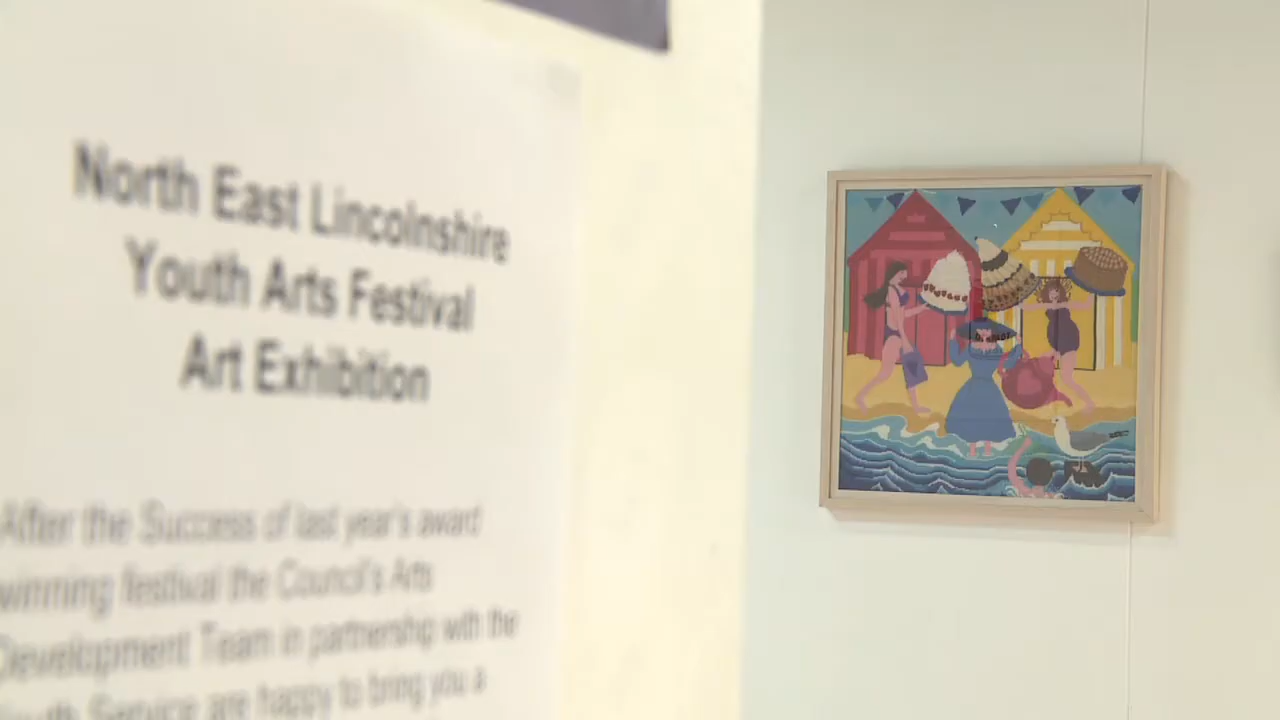 North East Lincolnshire
Youth Arts Festival
Art Exhibition
After the Success of last year's award
winning festival the Council's Arts
Development Team in partnership with the
Youth Service are happy to bring you a